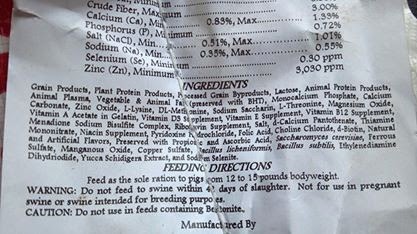 Crude Fiber, Maximum 3.00%
Calcium (Ca), Min 0.83%, Max 1.33%
Phosphorus (P), Minimum 0.72%
Salt (NaCl), Min 0.51%, Max 1.01%
Sodium (Na), Min 0.35%, Max 0.55%
Selenium (Se), Minimum 0.30 ppm
Zinc (Zn), Minimum 3,030 ppm
INGREDIENTS
Grain Products, Plant Protein Products, Processed Grain Byproducts, Lactose, Animal Protein Products,
Animal Plasma, Vegetable & Animal Fat (preserved with BHT), Monocalcium Phosphate, Calcium
Carbonate, Zinc Oxide, L-Lysine, DL-Methionine, Sodium Saccharin, L-Threonine, Magnesium Oxide,
Vitamin A Acetate in Gelatin, Vitamin D3 Supplement, Vitamin E Supplement, Vitamin B12 Supplement,
Menadione Sodium Bisulfite Complex, Riboflavin Supplement, Salt, d-Calcium Pantothenate, Thiamine
Mononitrate, Niacin Supplement, Pyridoxine Hydrochloride, Folic Acid, Choline Chloride, d-Biotin, Natural
and Artificial Flavors, Preserved with Propionic and Ascorbic Acid, Saccharomyces cerevisiae, Ferrous
Sulfate, Manganous Oxide, Copper Sulfate, Bacillus licheniformis, Bacillus subtilis, Ethylenediamine
Dihydriodide, Yucca Schidigera Extract, and Sodium Selenite.
FEEDING DIRECTIONS
Feed as the sole ration to pigs from 12 to 15 pounds bodyweight.
WARNING: Do not feed to swine within 42 days of slaughter. Not for use in pregnant
swine or swine intended for breeding purposes.
CAUTION: Do not use in feeds containing Bentonite.
Manufactured By